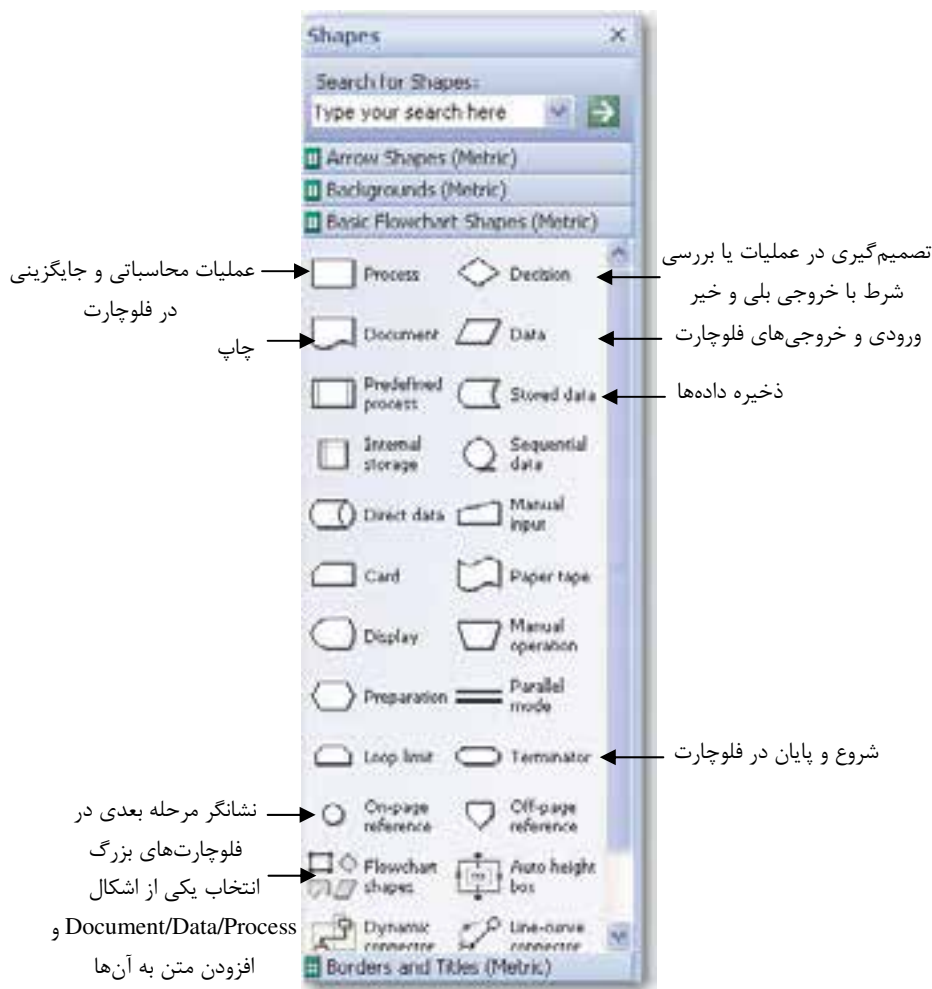 Shapes
Search for Shapes:
Type your search here
Arrow Shapes (Metric)
Backgrounds (Metric)
Basic Flowchart Shapes (Metric)
Process
Decision
Document
Data
Predefined
process
Stored data
Internal
storage
Sequential
data
Direct data
Manual
input
Card
Paper tape
Display
Manual
operation
Preparation
Parallel
mode
Loop limit
Terminator
On-page
reference
Off-page
reference
Flowchart
shapes
Auto height
box
Dynamic
connector
Line-curve
connector
Borders and Titles (Metric)
تصمیم‌گیری در عملیات یا بررسی
شرط با خروجی بلی و خیر
ورودی و خروجی‌های فلوچارت
ذخیره داده‌ها
شروع و پایان در فلوچارت
عملیات محاسباتی و جایگزینی
در فلوچارت
چاپ
نشانگر مرحله بعدی در
فلوچارت‌های بزرگ
انتخاب یکی از اشکال
Document/Data/Process و
افزودن متن به آن‌ها